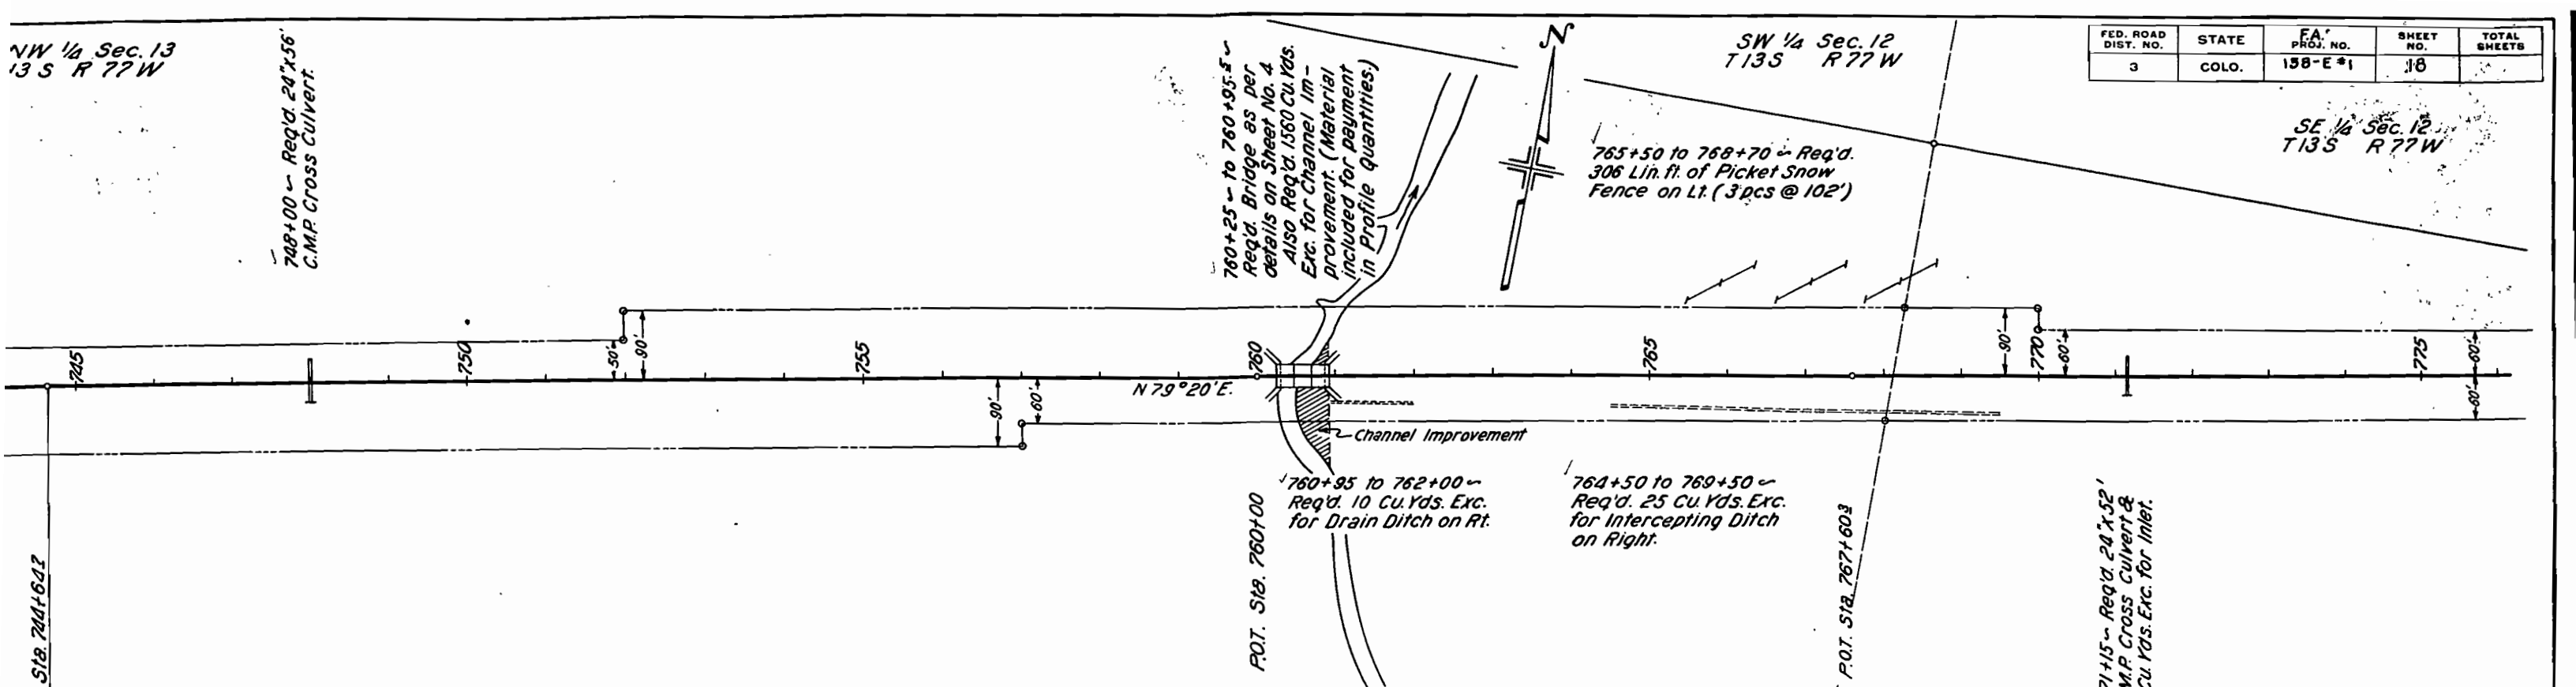 NW 1/4 Sec. 13
13 S R 77 W
748+00 ~ Req'd. 24"x56'
C.M.P. Cross Culvert.
760+25 ~ to 760+95.5 ~
Req'd. Bridge as per
details on Sheet No. 4
Also Req'd. 1560 Cu. Yds.
Exc. for Channel Im-
provement. (Material
included for payment
in Profile quantities.)
N
SW 1/4 Sec. 12
T 13 S R 77 W
FED. ROAD DIST. NO. STATE F.A. PROJ. NO. SHEET NO. TOTAL SHEETS
3 COLO. 158-E #1 18
SE 1/4 Sec. 12
T 13 S R 77 W
765+50 to 768+70 ~ Req'd.
306 Lin. ft. of Picket Snow
Fence on Lt. (3 pcs @ 102')
745
750
50'
90'
755
760
765
90'
770
60'
775
60'
N 79° 20' E.
90'
60'
60'
Channel Improvement
760+95 to 762+00 ~
Req'd. 10 Cu. Yds. Exc.
for Drain Ditch on Rt.
764+50 to 769+50 ~
Req'd. 25 Cu. Yds. Exc.
for Intercepting Ditch
on Right.
Sta. 744+64
P.O.T. Sta. 760+00
P.O.T. Sta. 767+60
71+15 ~ Req'd. 24"x52'
M.P. Cross Culvert &
Cu. Yds. Exc. for Inlet.